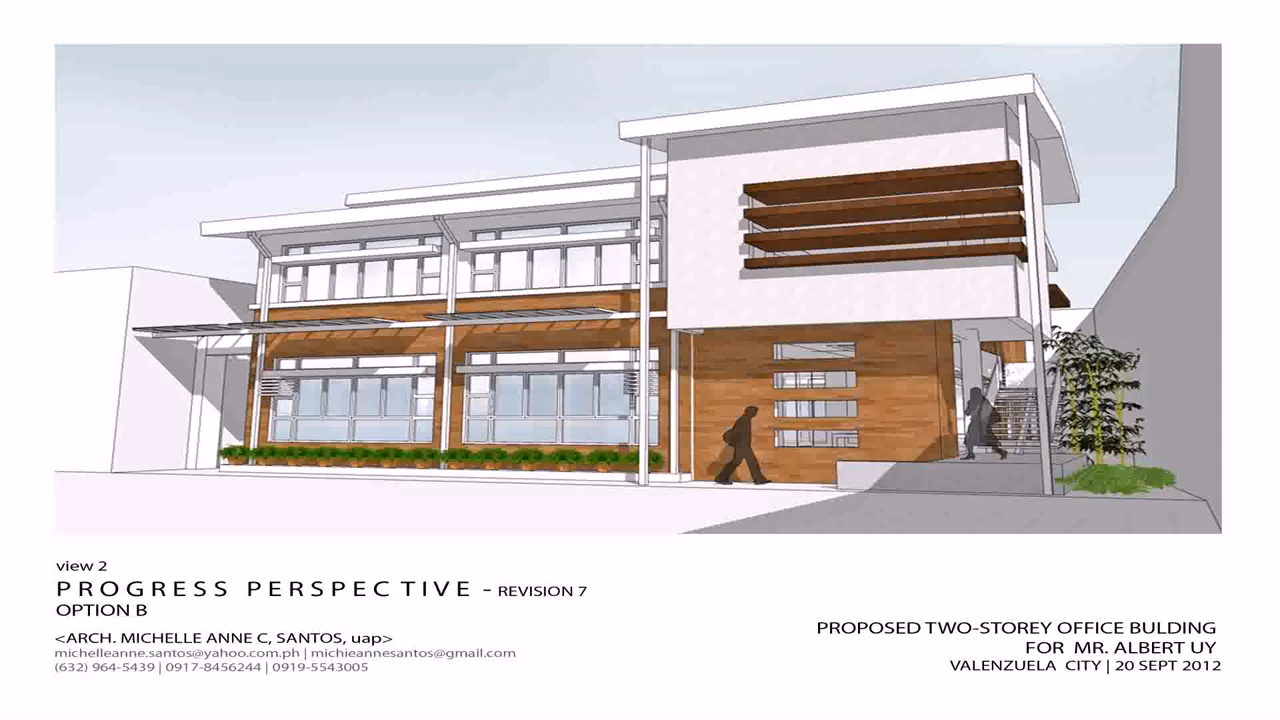 view 2
PROGRESS PERSPECTIVE - REVISION 7
OPTION B
<ARCH. MICHELLE ANNE C, SANTOS, uap>
michelleanne.santos@yahoo.com.ph | michieannesantos@gmail.com
(632) 964-5439 | 0917-8456244 | 0919-5543005
PROPOSED TWO-STOREY OFFICE BULDING
FOR MR. ALBERT UY
VALENZUELA CITY | 20 SEPT 2012